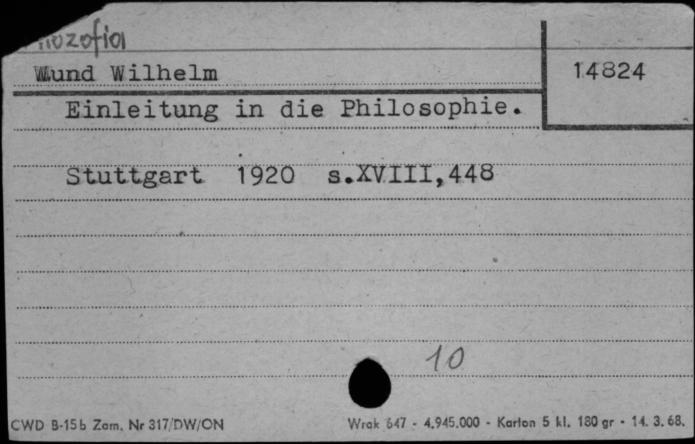 filozofia
Wund Wilhelm
14824
Einleitung in die Philosophie.
Stuttgart 1920 s.XVIII,448
10
CWD B-15b Zam. Nr 317/DW/ON
Wrak 647 - 4.945.000 - Karton 5 kl. 180 gr - 14. 3. 68.